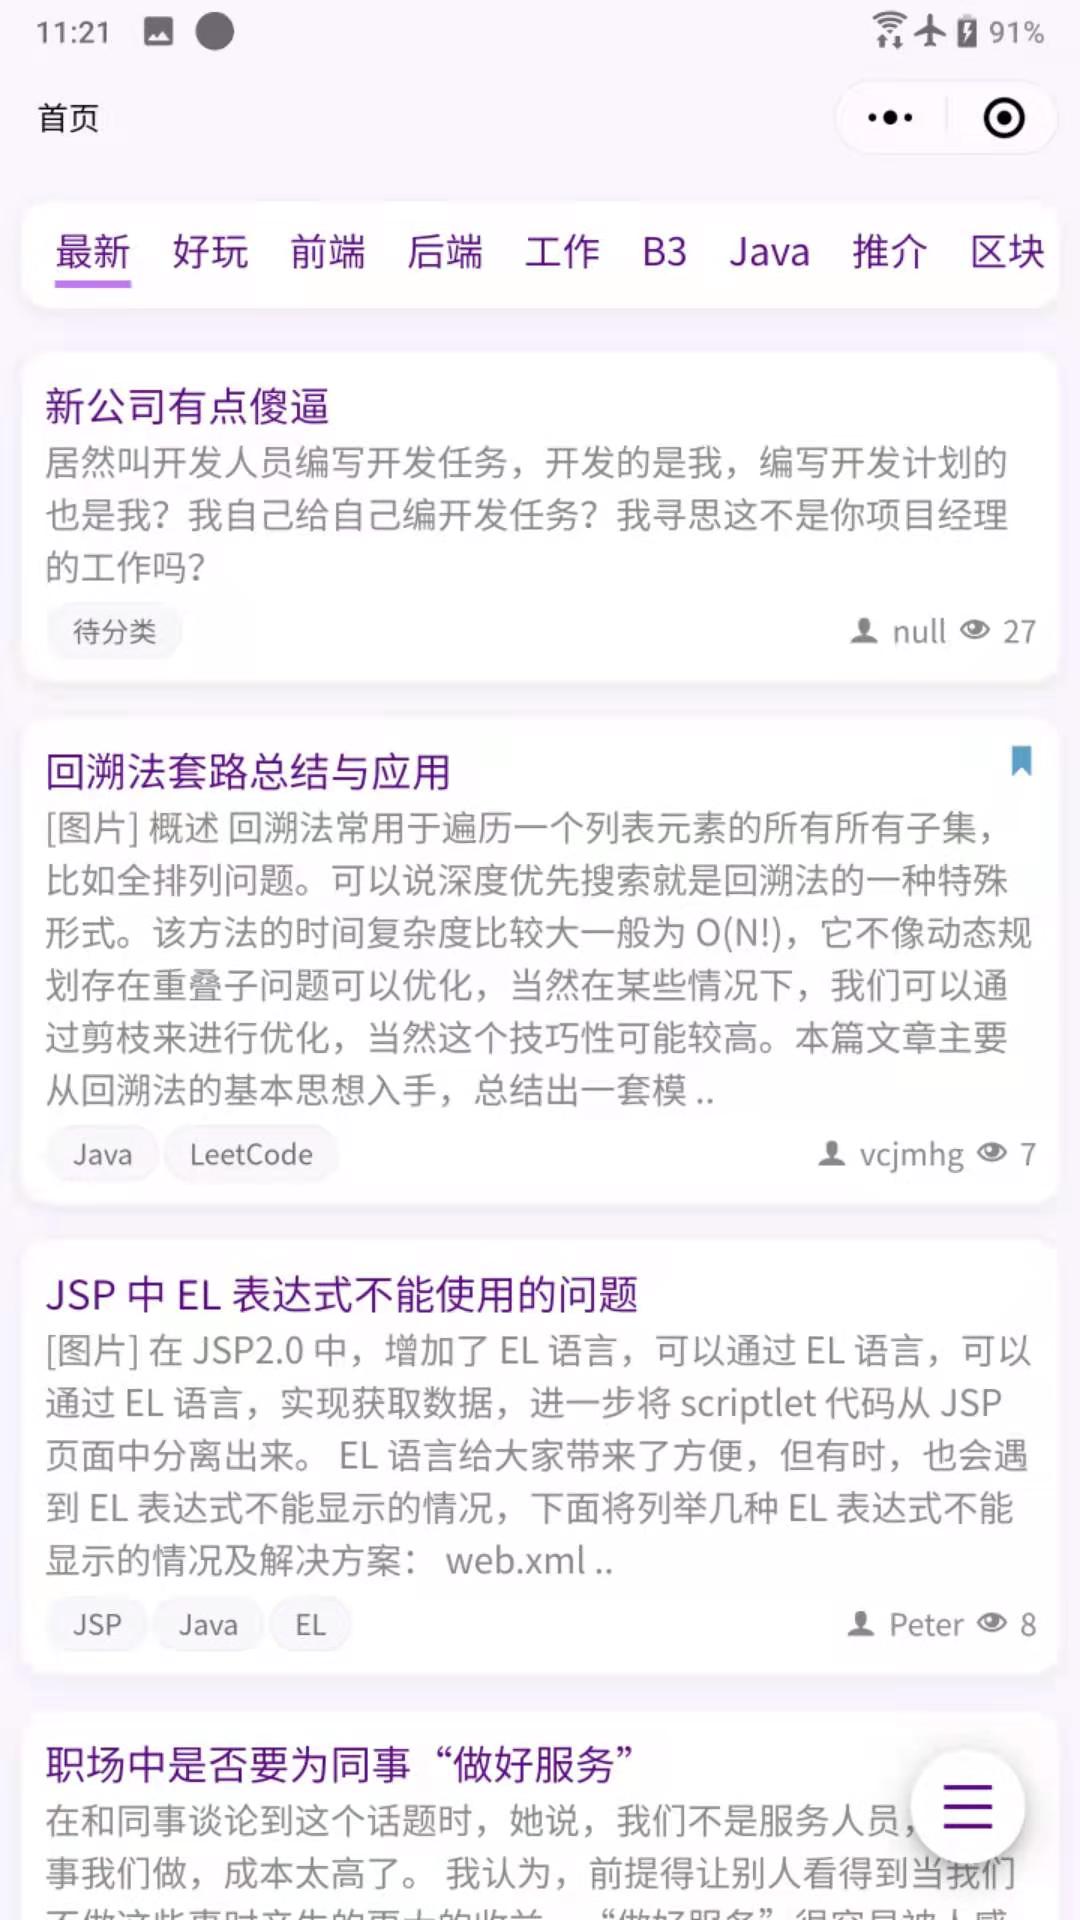 11:21 91%
首页
最新 好玩 前端 后端 工作 B3 Java 推介 区块
新公司有点傻逼
居然叫开发人员编写开发任务，开发的是我，编写开发计划的
也是我？我自己给自己编开发任务？我寻思这不是你项目经理
的工作吗？
待分类 null 27
回溯法套路总结与应用
[图片] 概述 回溯法常用于遍历一个列表元素的所有所有子集，
比如全排列问题。可以说深度优先搜索就是回溯法的一种特殊
形式。该方法的时间复杂度比较大一般为 O(N!)，它不像动态规
划存在重叠子问题可以优化，当然在某些情况下，我们可以通
过剪枝来进行优化，当然这个技巧性可能较高。本篇文章主要
从回溯法的基本思想入手，总结出一套模 ..
Java LeetCode vcjmhg 7
JSP 中 EL 表达式不能使用的问题
[图片] 在 JSP2.0 中，增加了 EL 语言，可以通过 EL 语言，可以
通过 EL 语言，实现获取数据，进一步将 scriptlet 代码从 JSP
页面中分离出来。 EL 语言给大家带来了方便，但有时，也会遇
到 EL 表达式不能显示的情况，下面将列举几种 EL 表达式不能
显示的情况及解决方案： web.xml ..
JSP Java EL Peter 8
职场中是否要为同事“做好服务”
在和同事谈论到这个话题时，她说，我们不是服务人员，
事我们做，成本太高了。 我认为，前提得让别人看得到当我们